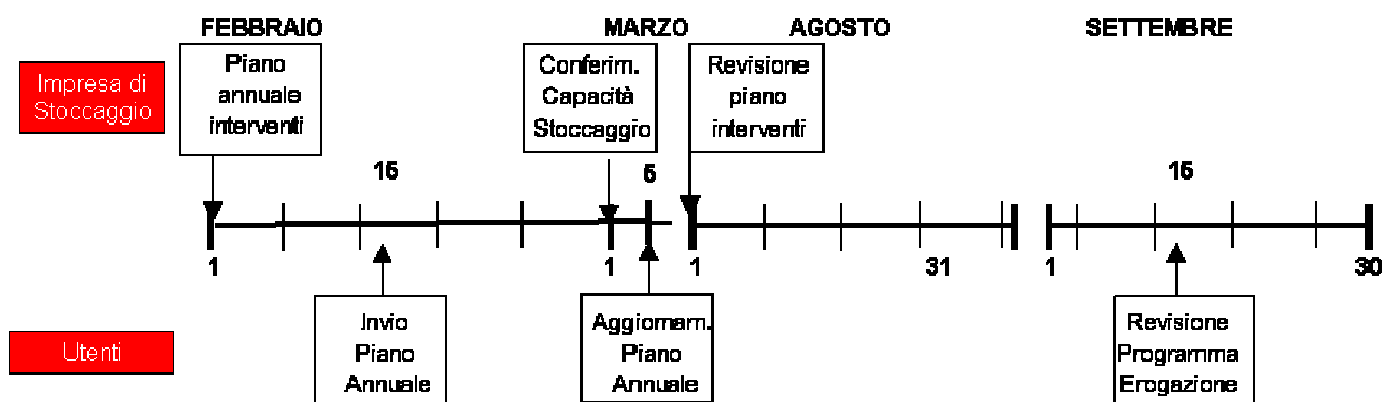 FEBBRAIO MARZO AGOSTO SETTEMBRE
Impresa di
Stoccaggio
Piano
annuale
interventi
Conferim.
Capacità
Stoccaggio
Revisione
piano
interventi
15 5 15
1 1 1 31 1 30
Utenti
Invio
Piano
Annuale
Aggiornam.
Piano
Annuale
Revisione
Programma
Erogazione